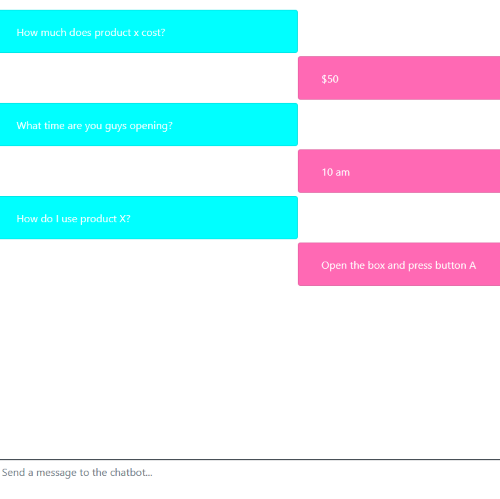 How much does product x cost?
$50
What time are you guys opening?
10 am
How do I use product X?
Open the box and press button A
Send a message to the chatbot...